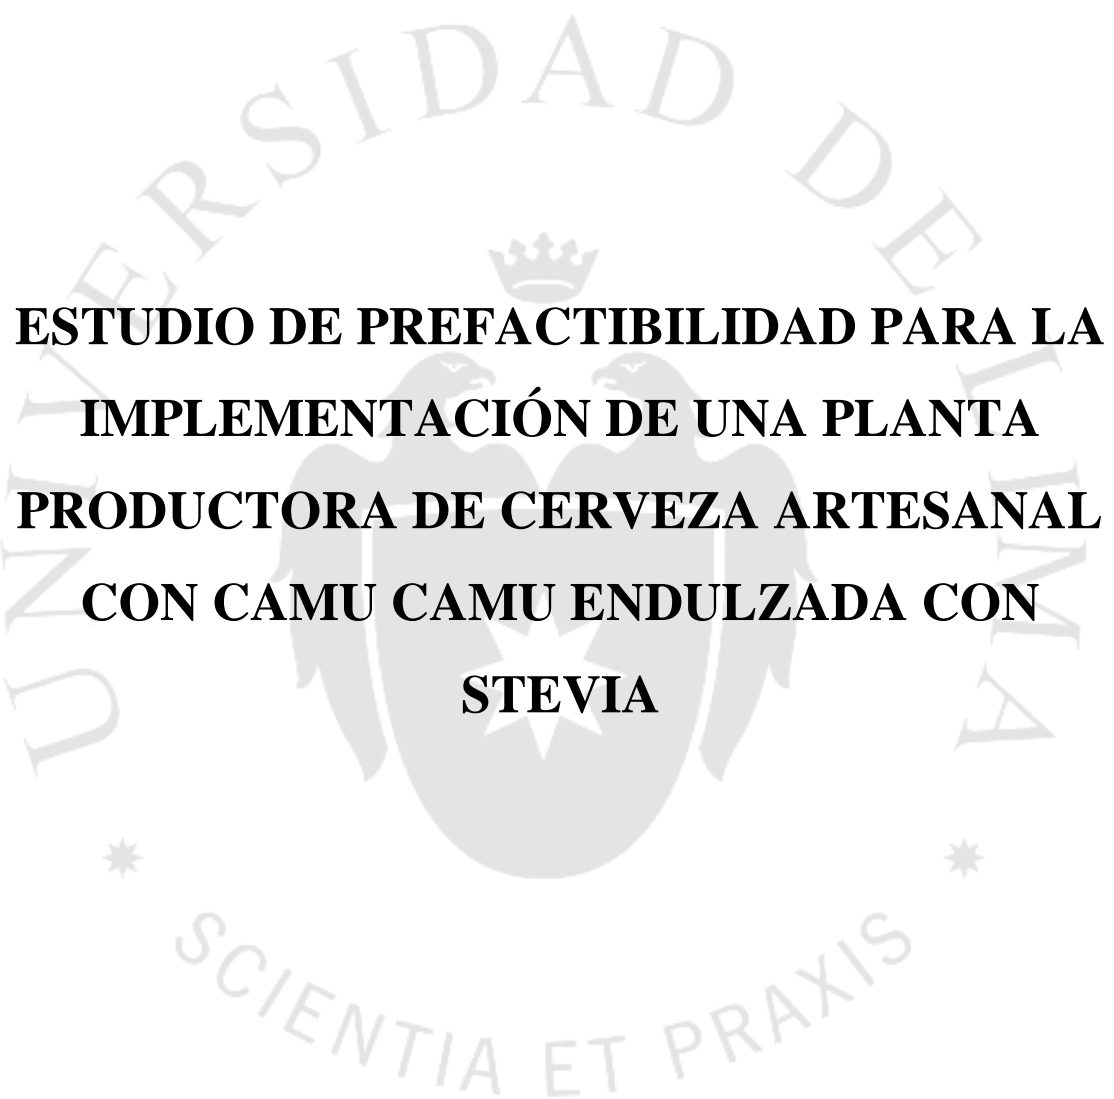 UNIVERSIDAD DE LIMA
ESTUDIO DE PREFACTIBILIDAD PARA LA
IMPLEMENTACIÓN DE UNA PLANTA
PRODUCTORA DE CERVEZA ARTESANAL
CON CAMU CAMU ENDULZADA CON
STEVIA
SCIENTIA ET PRAXIS